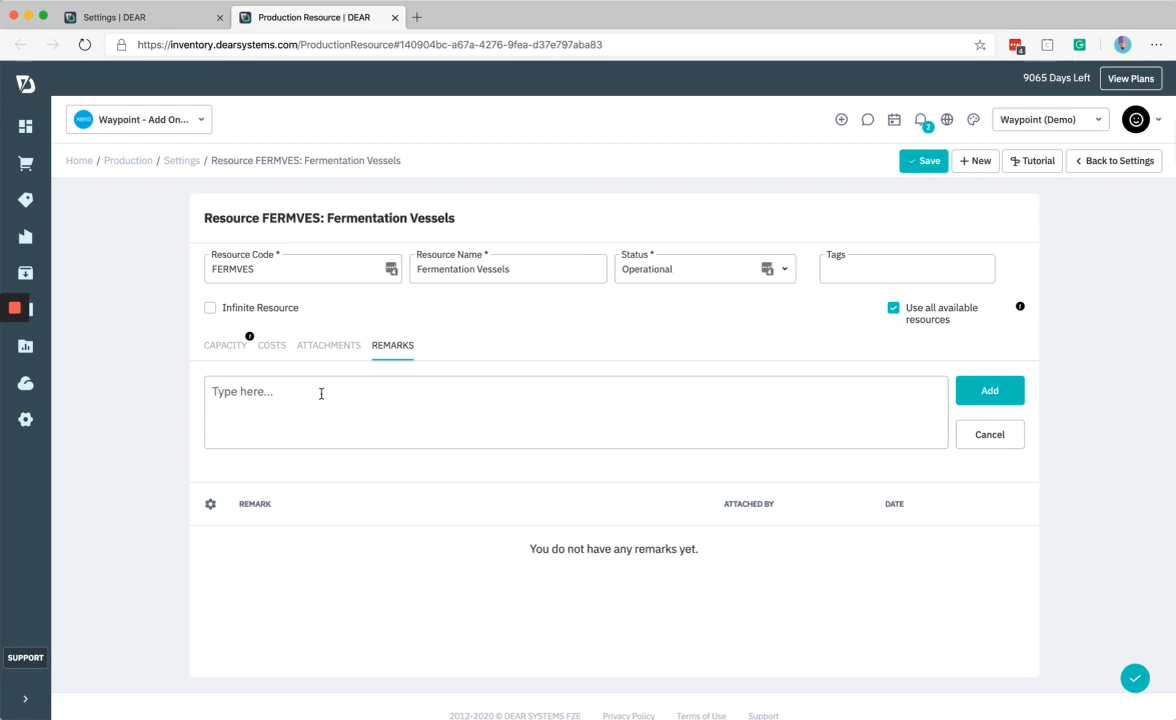 Settings | DEAR
Production Resource | DEAR
https://inventory.dearsystems.com/ProductionResource#140904bc-a67a-4276-9fea-d37e797aba83
4
9065 Days Left
View Plans
Waypoint - Add On...
2
Waypoint (Demo)
Home / Production / Settings / Resource FERMVES: Fermentation Vessels
Save
New
Tutorial
Back to Settings
Resource FERMVES: Fermentation Vessels
Resource Code *
FERMVES
Resource Name *
Fermentation Vessels
Status *
Operational
Tags
Infinite Resource
Use all available
resources
CAPACITY
COSTS
ATTACHMENTS
REMARKS
Type here...
Add
Cancel
REMARK
ATTACHED BY
DATE
You do not have any remarks yet.
SUPPORT
2012-2020 © DEAR SYSTEMS FZE
Privacy Policy
Terms of Use
Support